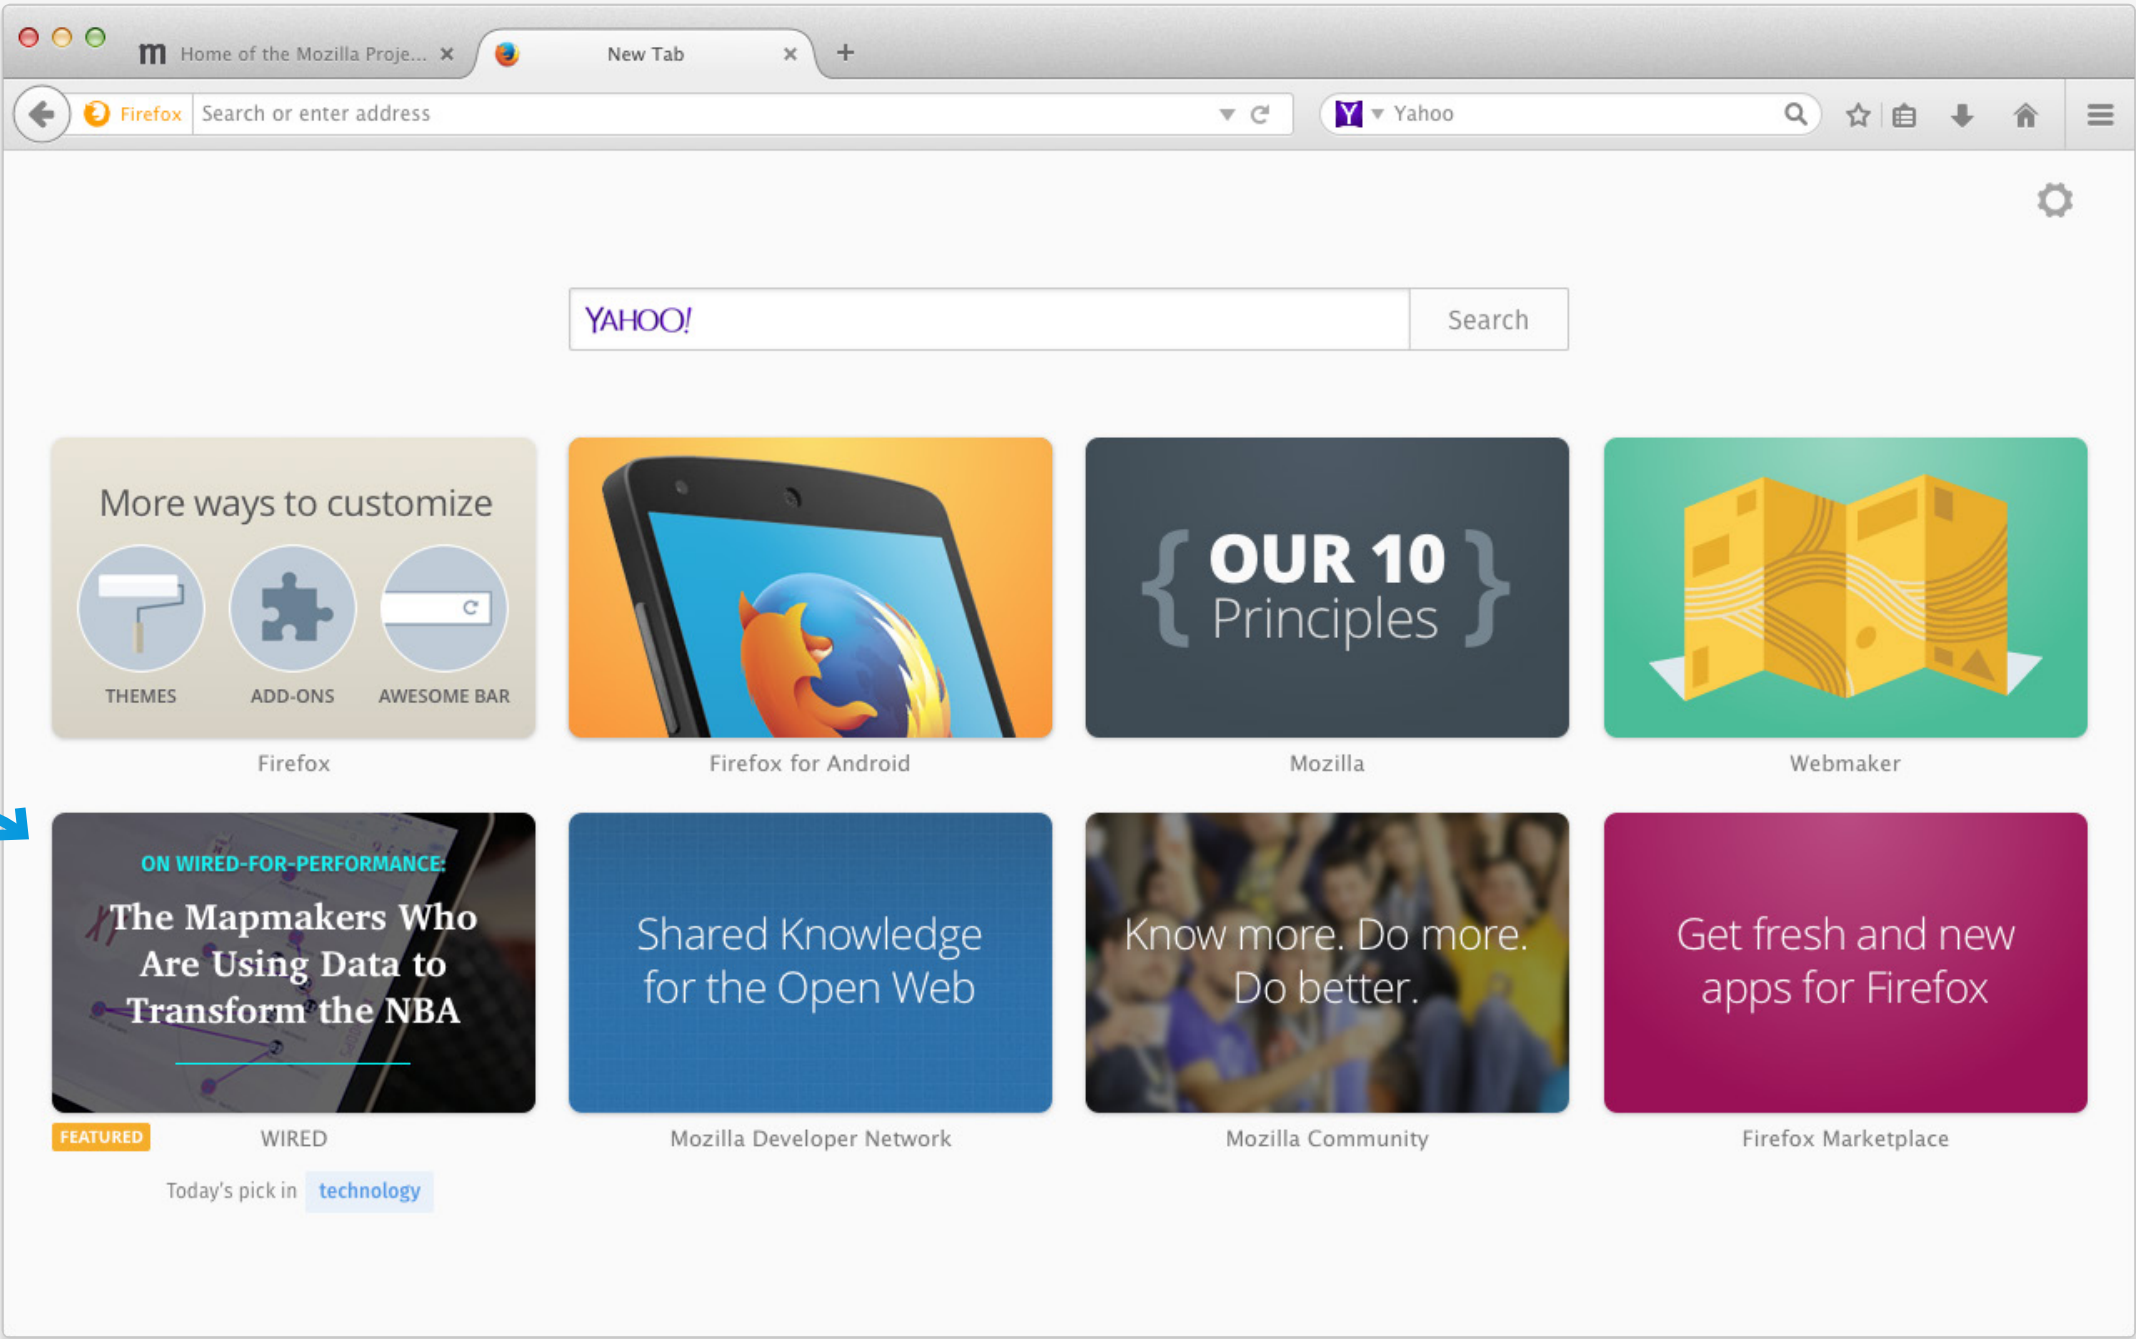 m Home of the Mozilla Proje...
New Tab
Firefox
Search or enter address
Yahoo
YAHOO!
Search
More ways to customize
THEMES
ADD-ONS
AWESOME BAR
Firefox
Firefox for Android
{ OUR 10
Principles }
Mozilla
Webmaker
ON WIRED-FOR-PERFORMANCE:
The Mapmakers Who
Are Using Data to
Transform the NBA
FEATURED
WIRED
Today's pick in technology
Shared Knowledge
for the Open Web
Mozilla Developer Network
Know more. Do more.
Do better.
Mozilla Community
Get fresh and new
apps for Firefox
Firefox Marketplace